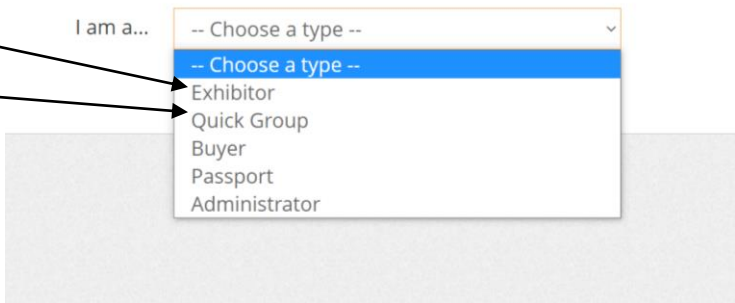 I am a... -- Choose a type --
-- Choose a type --
Exhibitor
Quick Group
Buyer
Passport
Administrator